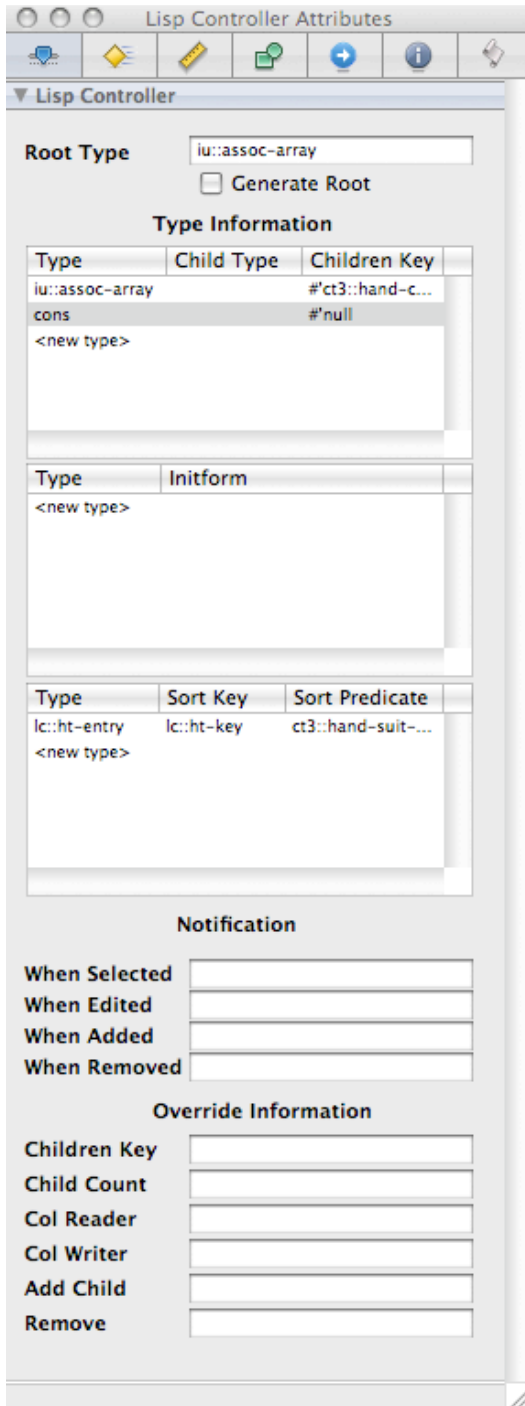 Lisp Controller Attributes
Lisp Controller
Root Type iu::assoc-array
Generate Root
Type Information
Type Child Type Children Key
iu::assoc-array #'ct3::hand-c...
cons #'null
<new type>
Type Initform
<new type>
Type Sort Key Sort Predicate
lc::ht-entry lc::ht-key ct3::hand-suit-...
<new type>
Notification
When Selected
When Edited
When Added
When Removed
Override Information
Children Key
Child Count
Col Reader
Col Writer
Add Child
Remove